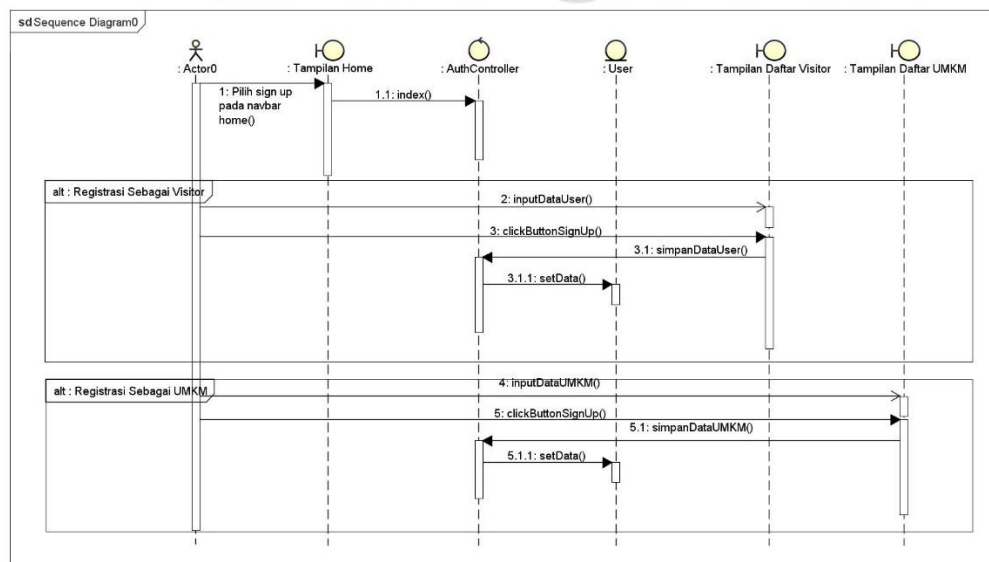 sd Sequence Diagram0
: Actor0
: Tampilan Home
: AuthController
: User
: Tampilan Daftar Visitor
: Tampilan Daftar UMKM
1: Pilih sign up
pada navbar
home()
1.1: index()
alt : Registrasi Sebagai Visitor
2: inputDataUser()
3: clickButtonSignUp()
3.1: simpanDataUser()
3.1.1: setData()
alt : Registrasi Sebagai UMKM
4: inputDataUMKM()
5: clickButtonSignUp()
5.1: simpanDataUMKM()
5.1.1: setData()